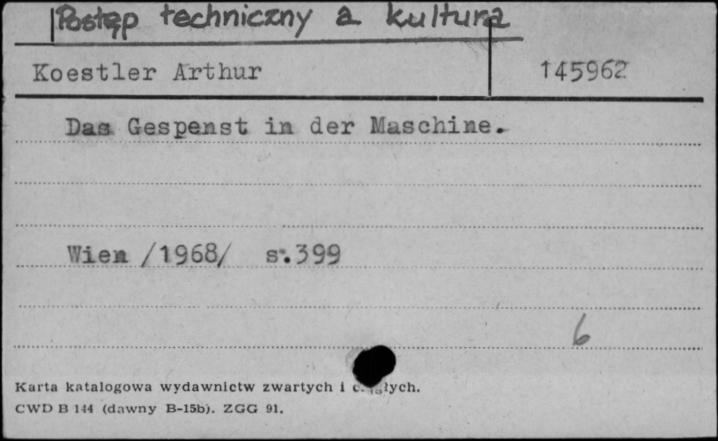 Postęp techniczny a kultura
Koestler Arthur 145962
Das Gespenst in der Maschine.
Wien /1968/ s.399
6
Karta katalogowa wydawnictw zwartych i
CWD B 144 (dawny B-15b). ZGG 91.